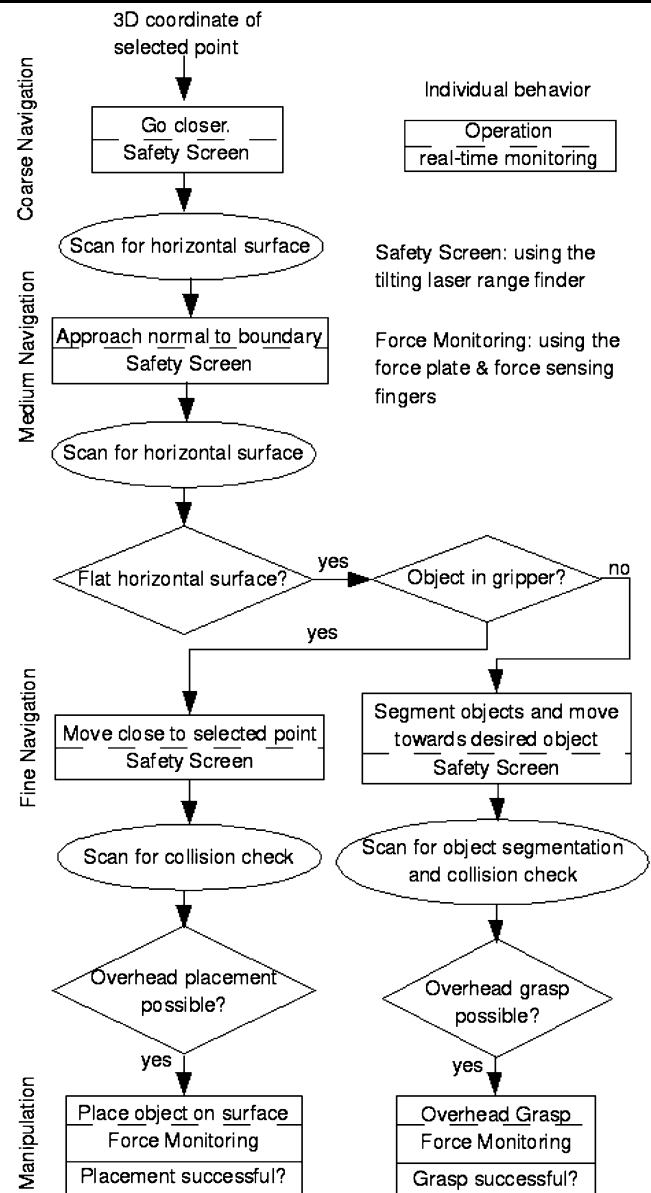 3D coordinate of
selected point
Coarse Navigation
Go closer.
Safety Screen
Individual behavior
Operation
real-time monitoring
Scan for horizontal surface
Safety Screen: using the
tilting laser range finder
Medium Navigation
Approach normal to boundary
Safety Screen
Force Monitoring: using the
force plate & force sensing
fingers
Scan for horizontal surface
Flat horizontal surface?
yes
Object in gripper?
no
yes
Fine Navigation
Move close to selected point
Safety Screen
Segment objects and move
towards desired object
Safety Screen
Scan for collision check
Scan for object segmentation
and collision check
Overhead placement
possible?
Overhead grasp
possible?
yes
yes
Manipulation
Place object on surface
Force Monitoring
Placement successful?
Overhead Grasp
Force Monitoring
Grasp successful?